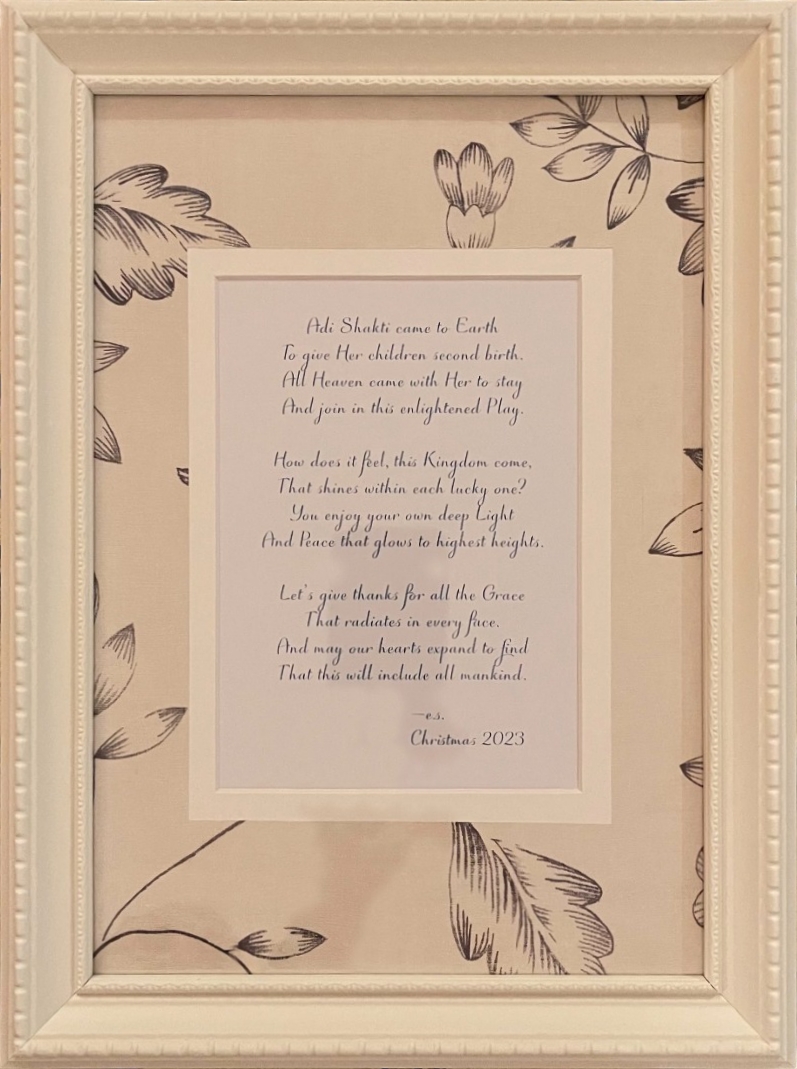 Adi Shakti came to Earth
To give Her children second birth.
All Heaven came with Her to stay
And join in this enlightened Play.
How does it feel, this Kingdom come,
That shines within each lucky one?
You enjoy your own deep Light
And Peace that glows to highest heights.
Let's give thanks for all the Grace
That radiates in every face.
And may our hearts expand to find
That this will include all mankind.
—e.s.
Christmas 2023